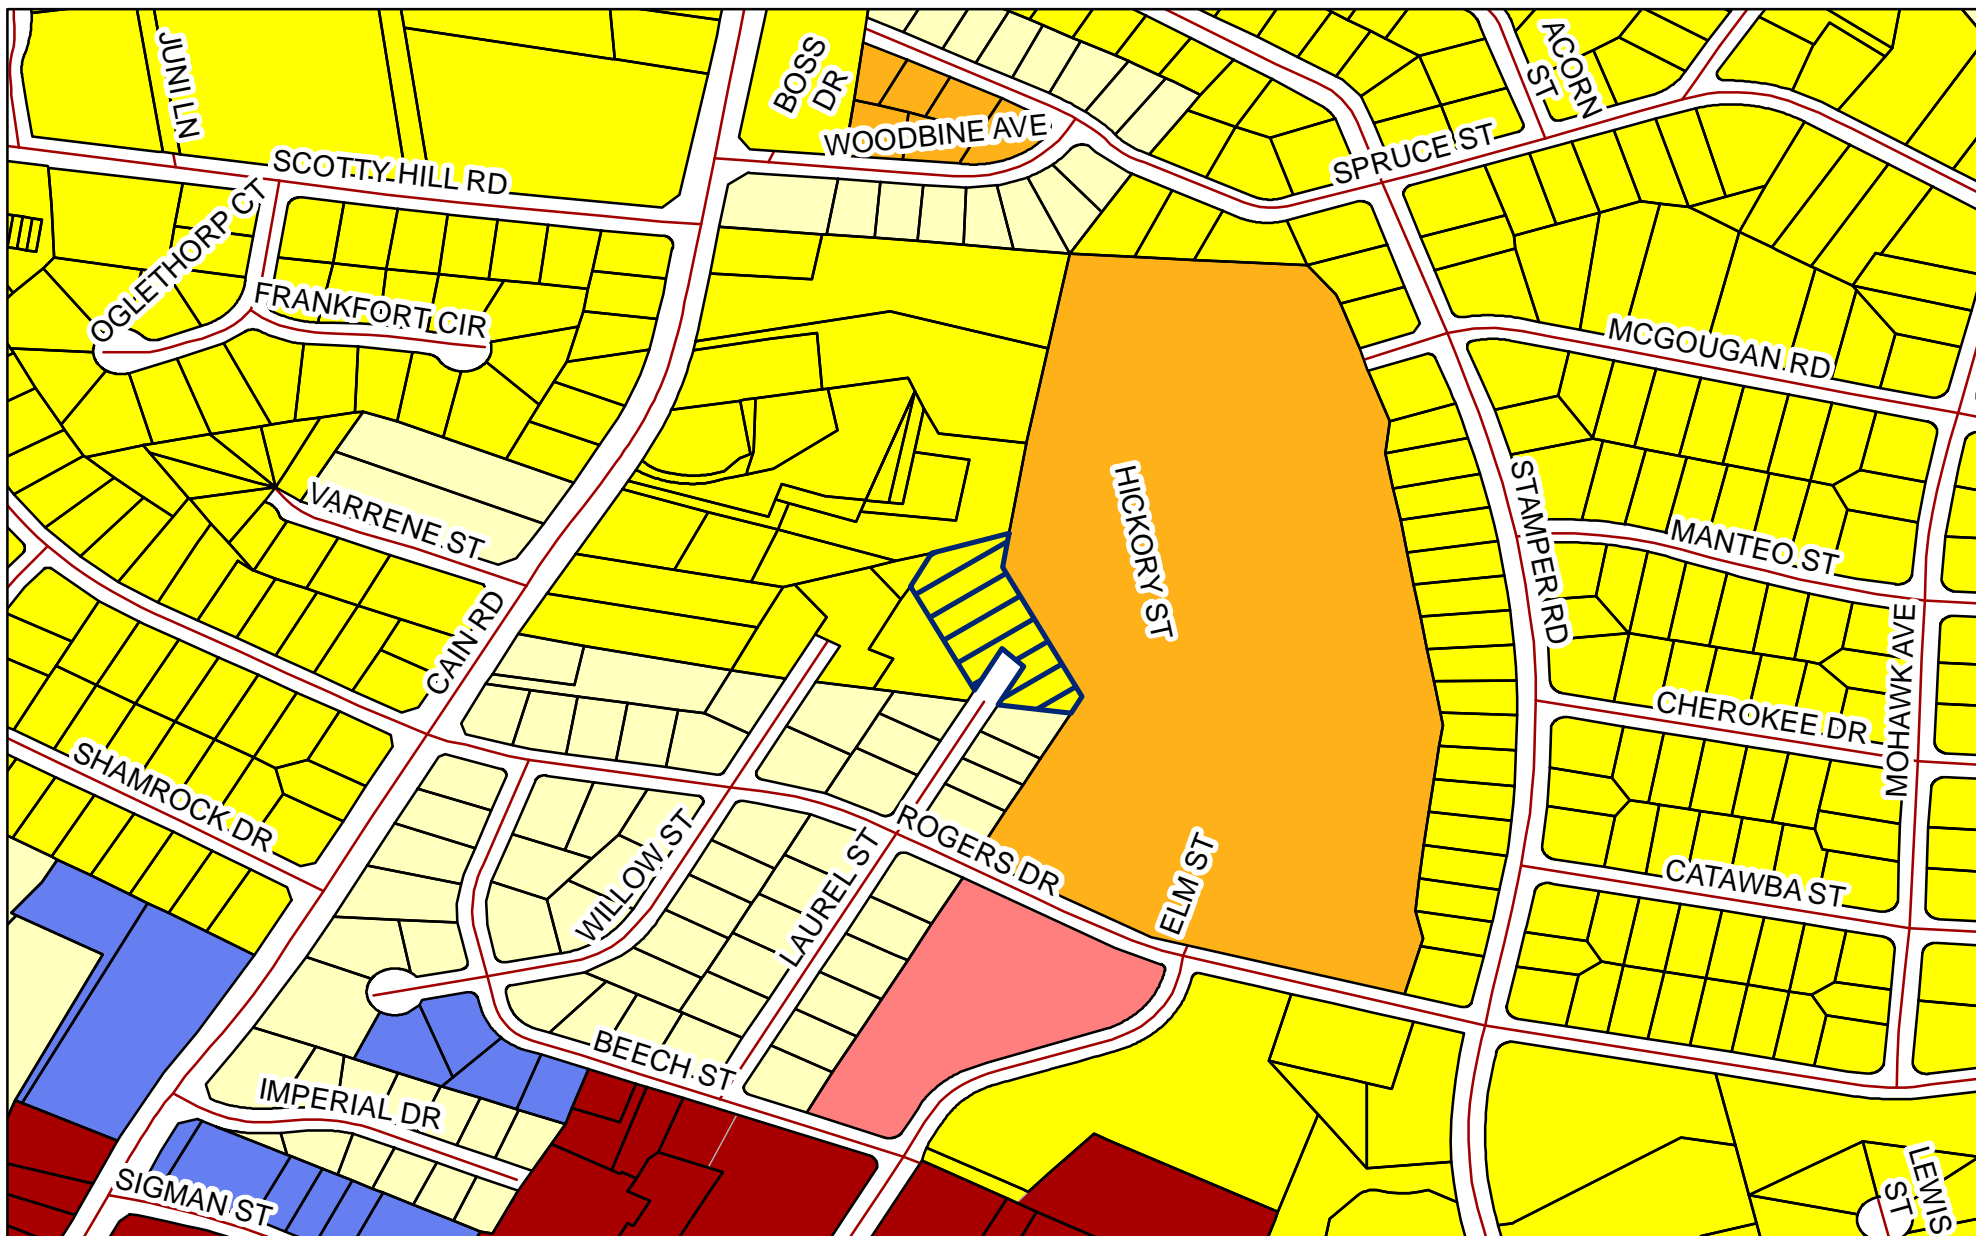 JUNI LN
BOSS
DR
ACORN
ST
WOODBINE AVE
SPRUCE ST
SCOTTY HILL RD
OGLETHORP CT
FRANKFORT CIR
MCGOUGAN RD
HICKORY ST
STAMPER RD
VARRENE ST
MANTEO ST
CAIN RD
MOHAWK AVE
CHEROKEE DR
SHAMROCK DR
ROGERS DR
WILLOW ST
LAUREL ST
ELM ST
CATAWBA ST
BEECH ST
IMPERIAL DR
SIGMAN ST
LEWIS
ST